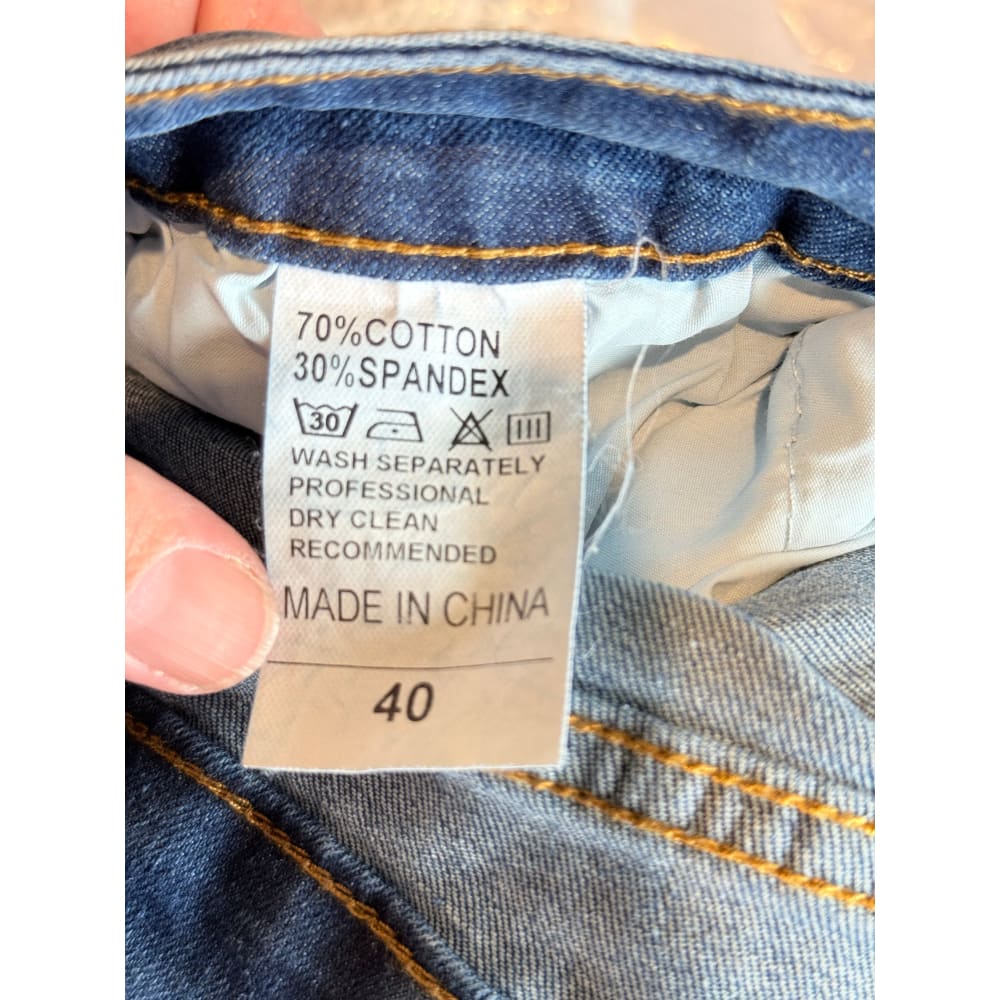 70%COTTON
30%SPANDEX
30
WASH SEPARATELY
PROFESSIONAL
DRY CLEAN
RECOMMENDED
MADE IN CHINA
40